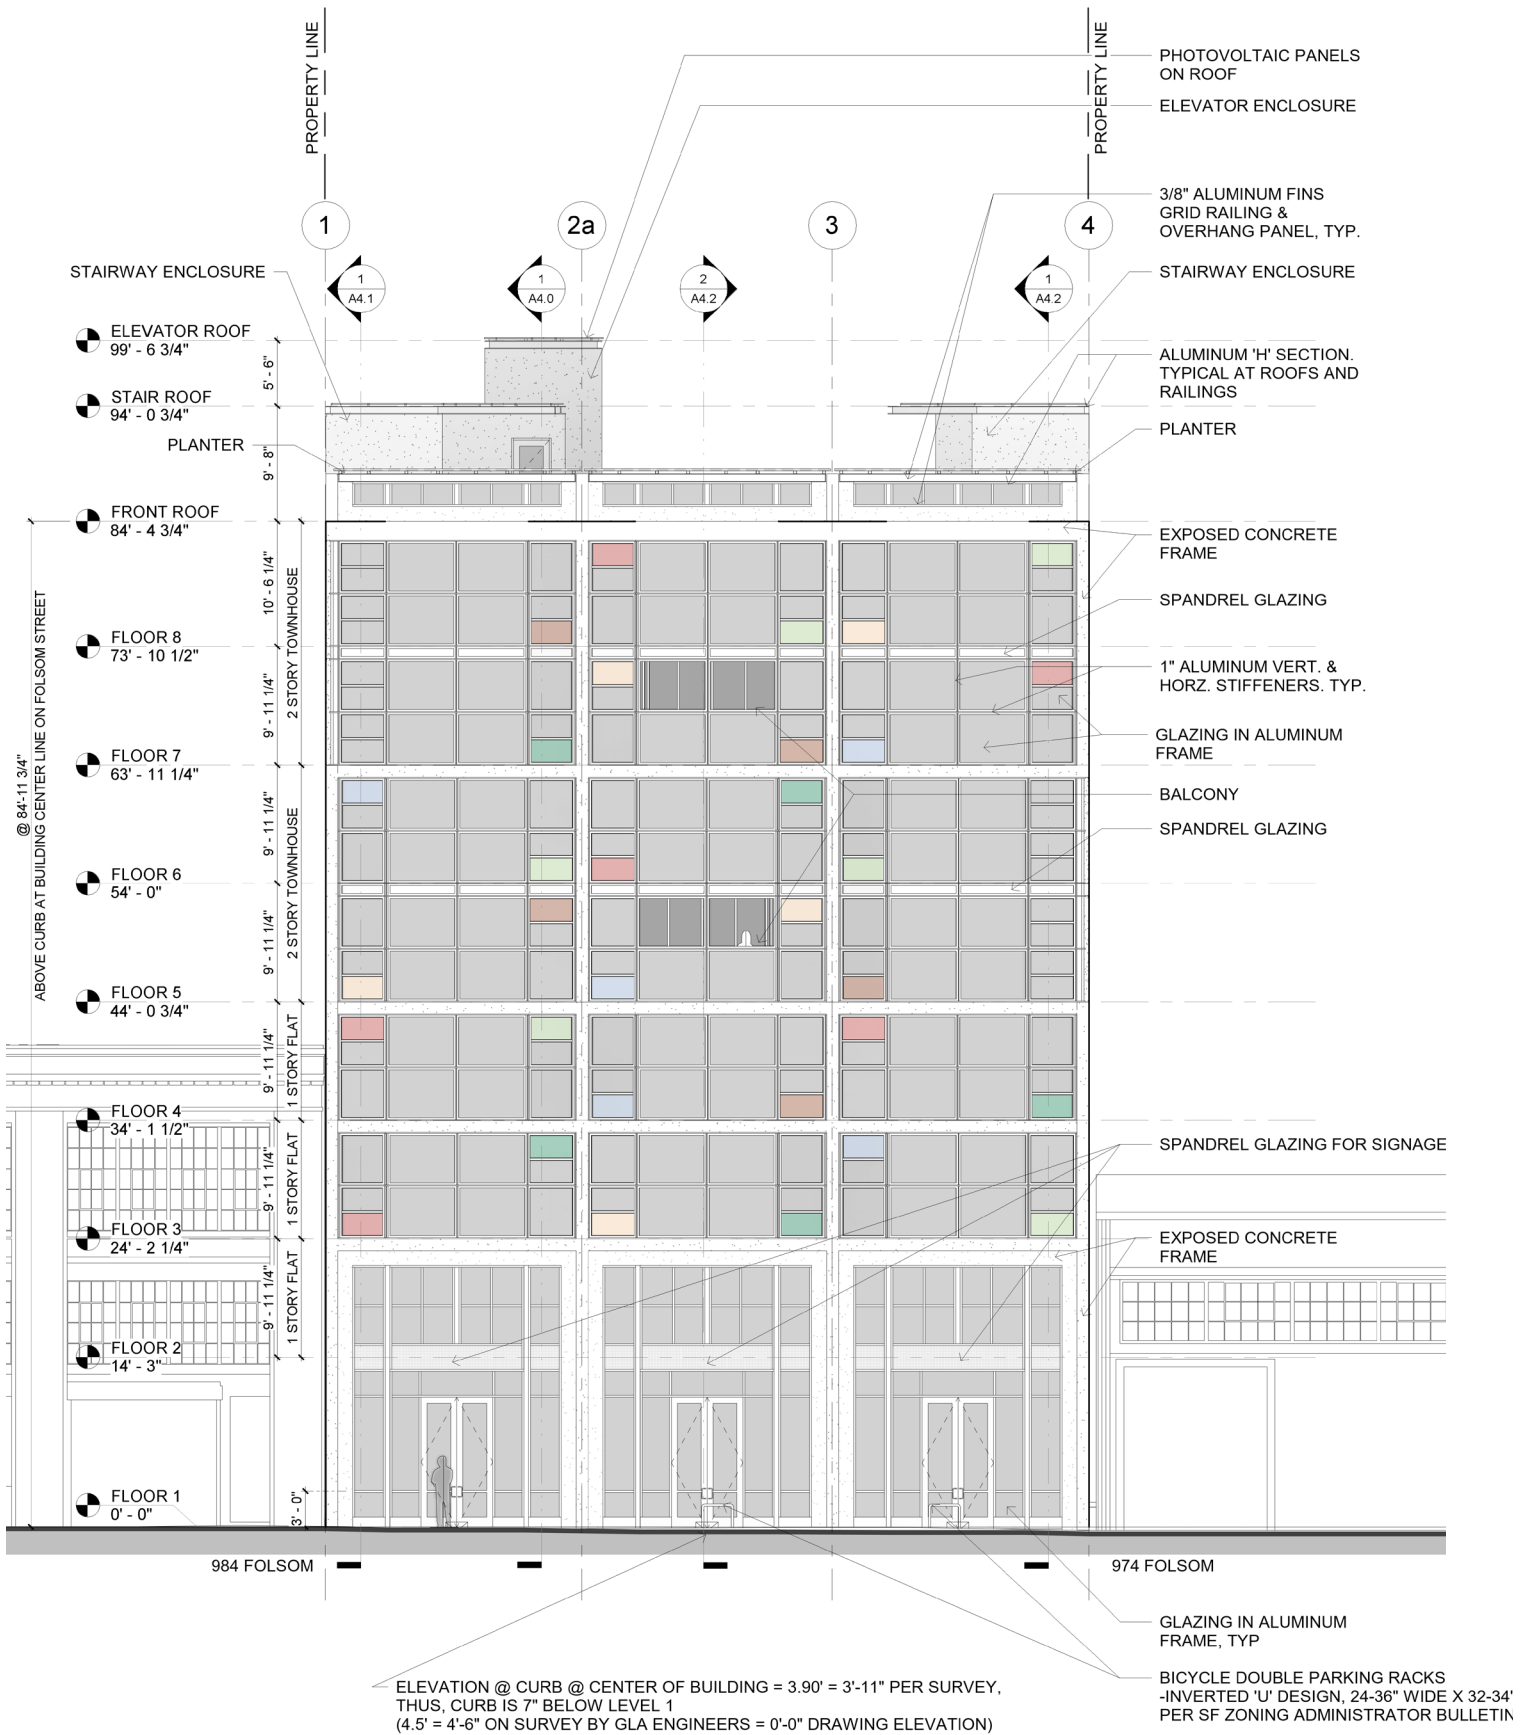 PROPERTY LINE
PROPERTY LINE
PHOTOVOLTAIC PANELS
ON ROOF
ELEVATOR ENCLOSURE
3/8" ALUMINUM FINS
GRID RAILING &
OVERHANG PANEL, TYP.
1
2a
3
4
STAIRWAY ENCLOSURE
STAIRWAY ENCLOSURE
1
A4.1
1
A4.0
2
A4.2
1
A4.2
ELEVATOR ROOF
99' - 6 3/4"
5' - 6"
ALUMINUM 'H' SECTION.
TYPICAL AT ROOFS AND
RAILINGS
STAIR ROOF
94' - 0 3/4"
PLANTER
PLANTER
9' - 8"
FRONT ROOF
84' - 4 3/4"
EXPOSED CONCRETE
FRAME
10' - 6 1/4"
2 STORY TOWNHOUSE
SPANDREL GLAZING
FLOOR 8
73' - 10 1/2"
1" ALUMINUM VERT. &
HORZ. STIFFENERS. TYP.
9' - 11 1/4"
GLAZING IN ALUMINUM
FRAME
FLOOR 7
63' - 11 1/4"
@ 84'-11 3/4"
ABOVE CURB AT BUILDING CENTER LINE ON FOLSOM STREET
BALCONY
9' - 11 1/4"
2 STORY TOWNHOUSE
SPANDREL GLAZING
FLOOR 6
54' - 0"
9' - 11 1/4"
FLOOR 5
44' - 0 3/4"
9' - 11 1/4"
1 STORY FLAT
FLOOR 4
34' - 1 1/2"
SPANDREL GLAZING FOR SIGNAGE
9' - 11 1/4"
1 STORY FLAT
FLOOR 3
24' - 2 1/4"
EXPOSED CONCRETE
FRAME
9' - 11 1/4"
1 STORY FLAT
FLOOR 2
14' - 3"
FLOOR 1
0' - 0"
3' - 0"
984 FOLSOM
974 FOLSOM
GLAZING IN ALUMINUM
FRAME, TYP
ELEVATION @ CURB @ CENTER OF BUILDING = 3.90' = 3'-11" PER SURVEY,
THUS, CURB IS 7" BELOW LEVEL 1
(4.5' = 4'-6" ON SURVEY BY GLA ENGINEERS = 0'-0" DRAWING ELEVATION)
BICYCLE DOUBLE PARKING RACKS
-INVERTED 'U' DESIGN, 24-36" WIDE X 32-34"
PER SF ZONING ADMINISTRATOR BULLETIN